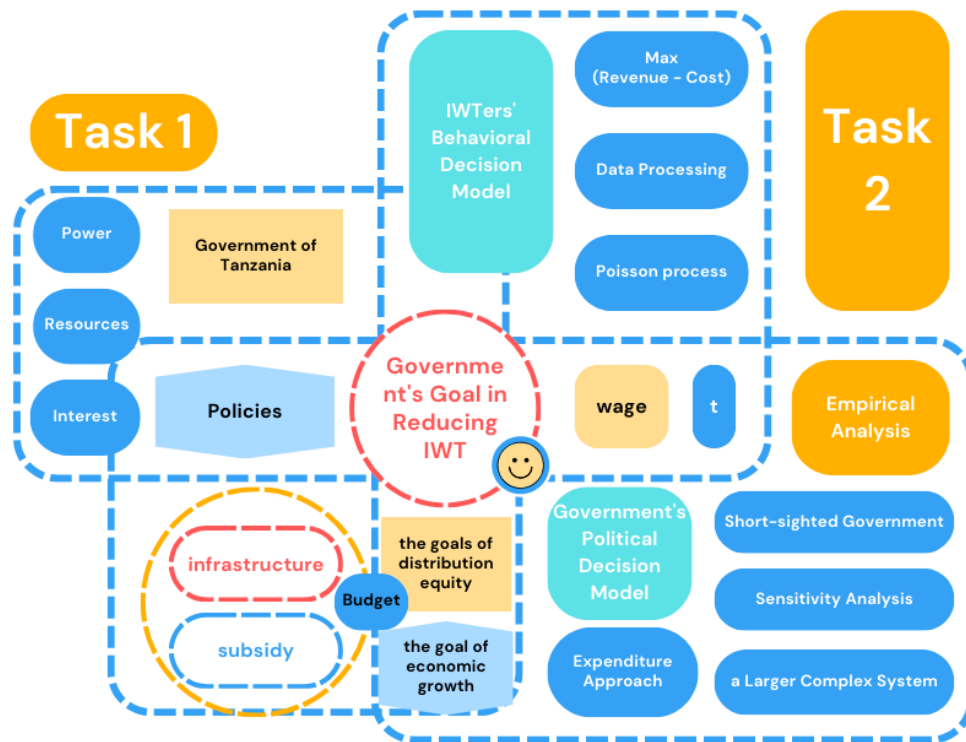 Task 1
IWTers'
Behavioral
Decision
Model
Max
(Revenue - Cost)
Data Processing
Poisson process
Task
2
Power
Resources
Interest
Government of
Tanzania
Policies
Governme
nt's Goal in
Reducing
IWT
wage
t
Empirical
Analysis
infrastructure
subsidy
Budget
the goals of
distribution
equity
the goal of
economic
growth
Government's
Political
Decision
Model
Expenditure
Approach
Short-sighted Government
Sensitivity Analysis
a Larger Complex System